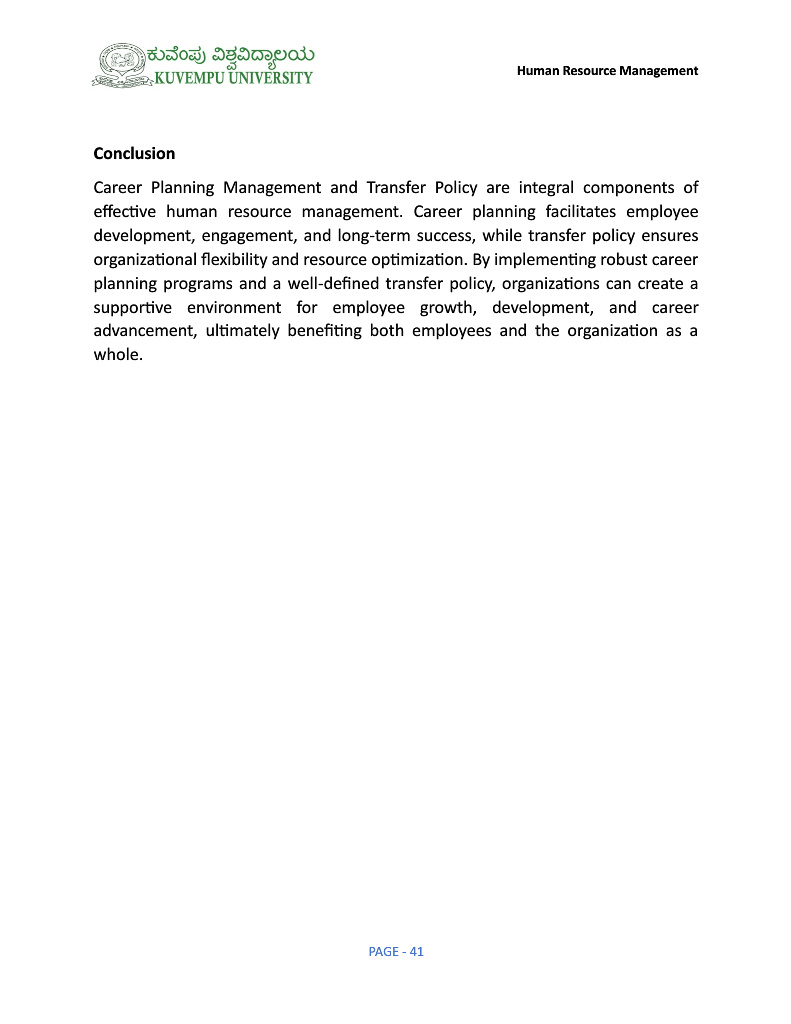 ಕುವೆಂಪು ವಿಶ್ವವಿದ್ಯಾಲಯ
KUVEMPU UNIVERSITY
Human Resource Management
Conclusion
Career Planning Management and Transfer Policy are integral components of
effective human resource management. Career planning facilitates employee
development, engagement, and long-term success, while transfer policy ensures
organizational flexibility and resource optimization. By implementing robust career
planning programs and a well-defined transfer policy, organizations can create a
supportive environment for employee growth, development, and career
advancement, ultimately benefiting both employees and the organization as a
whole.
PAGE - 41